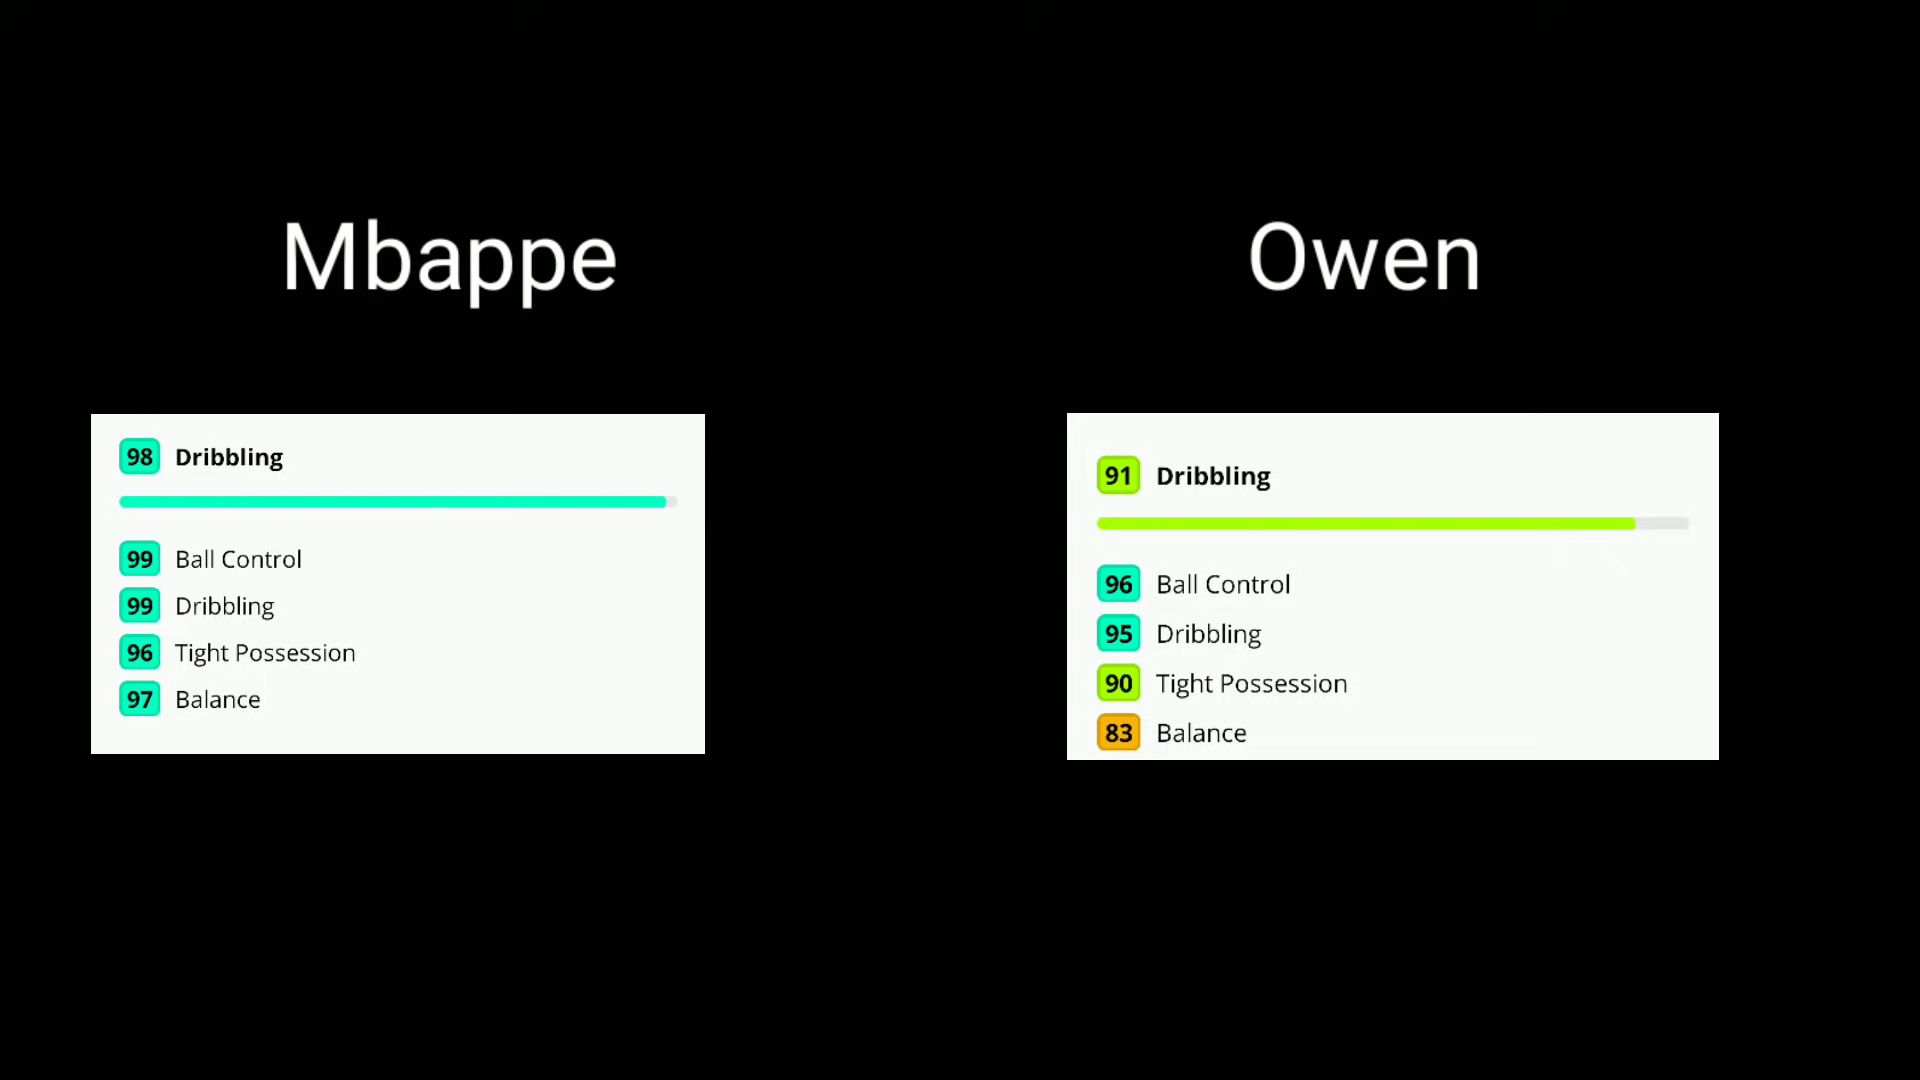 Mbappe
98 Dribbling
99 Ball Control
99 Dribbling
96 Tight Possession
97 Balance
Owen
91 Dribbling
96 Ball Control
95 Dribbling
90 Tight Possession
83 Balance